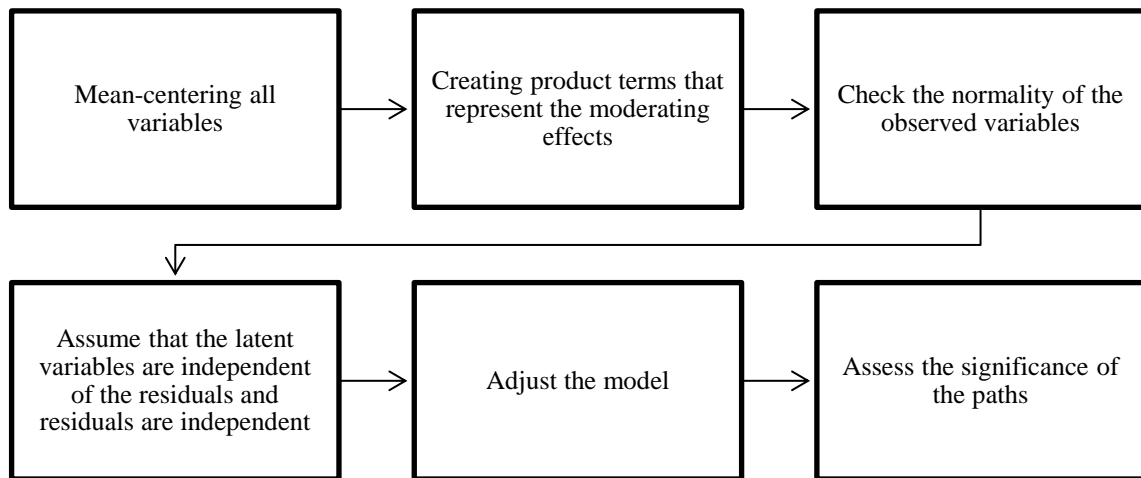 Mean-centering all
variables
Creating product terms that
represent the moderating
effects
Check the normality of the
observed variables
Assume that the latent
variables are independent
of the residuals and
residuals are independent
Adjust the model
Assess the significance of
the paths